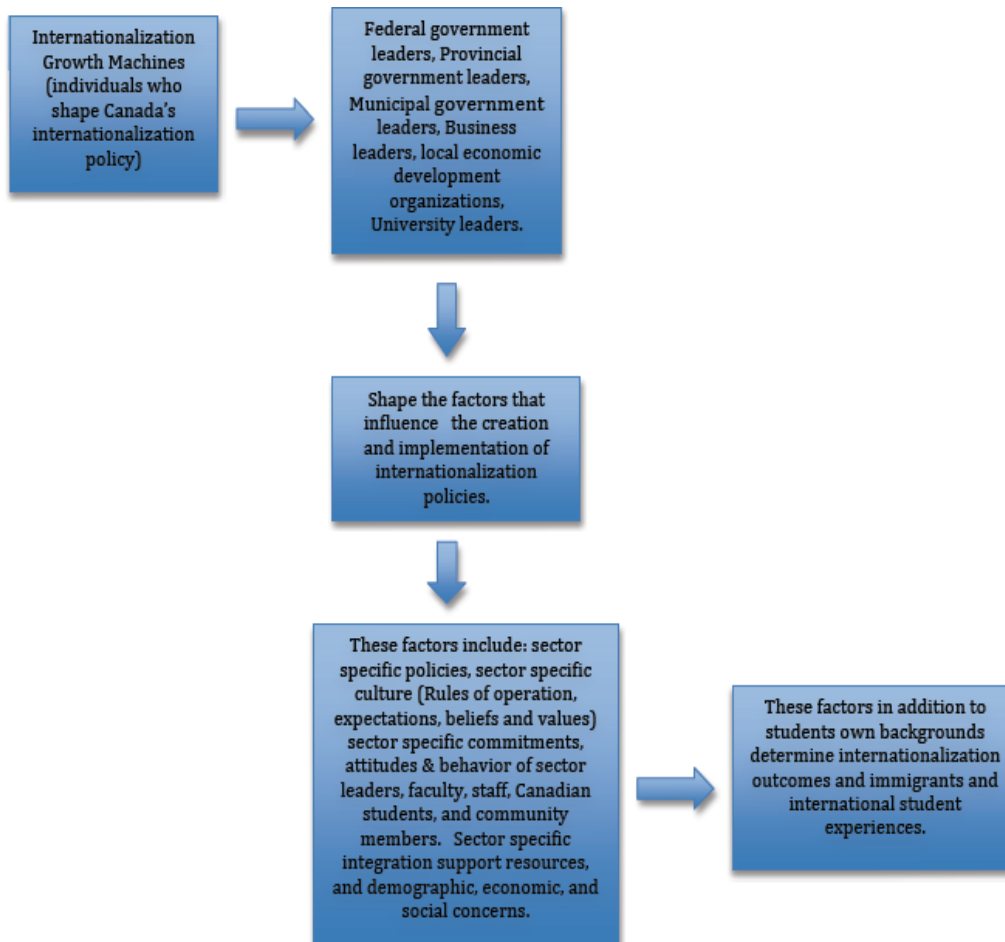 Internationalization
Growth Machines
(individuals who
shape Canada's
internationalization
policy)
Federal government
leaders, Provincial
government leaders,
Municipal government
leaders, Business
leaders, local economic
development
organizations,
University leaders.
Shape the factors that
influence the creation
and implementation of
internationalization
policies.
These factors include: sector
specific policies, sector specific
culture (Rules of operation,
expectations, beliefs and values)
sector specific commitments,
attitudes & behavior of sector
leaders, faculty, staff, Canadian
students, and community
members. Sector specific
integration support resources,
and demographic, economic, and
social concerns.
These factors in addition to
students own backgrounds
determine internationalization
outcomes and immigrants and
international student
experiences.